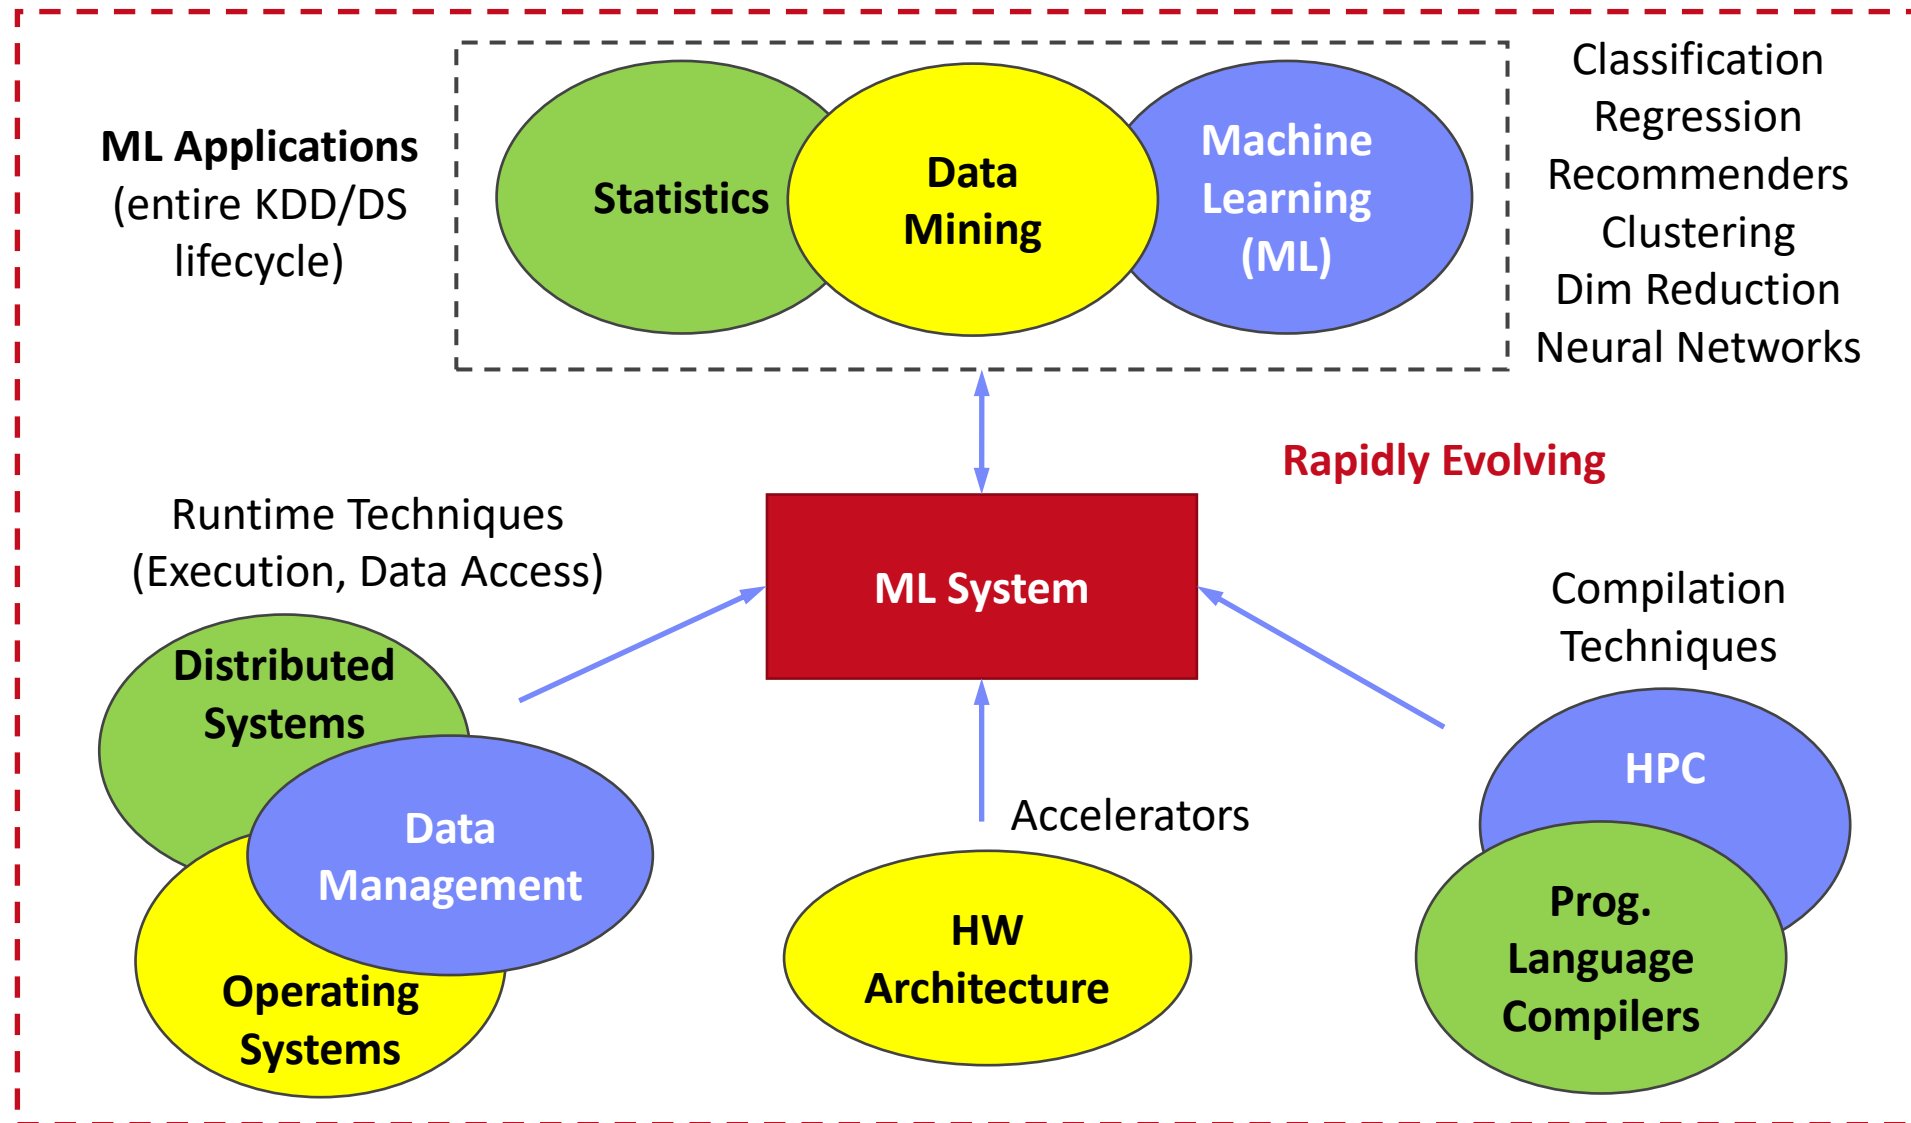 ML Applications
(entire KDD/DS
lifecycle)
Statistics
Data
Mining
Machine
Learning
(ML)
Classification
Regression
Recommenders
Clustering
Dim Reduction
Neural Networks
Rapidly Evolving
Runtime Techniques
(Execution, Data Access)
ML System
Compilation
Techniques
Distributed
Systems
Data
Management
Operating
Systems
Accelerators
HW
Architecture
HPC
Prog.
Language
Compilers